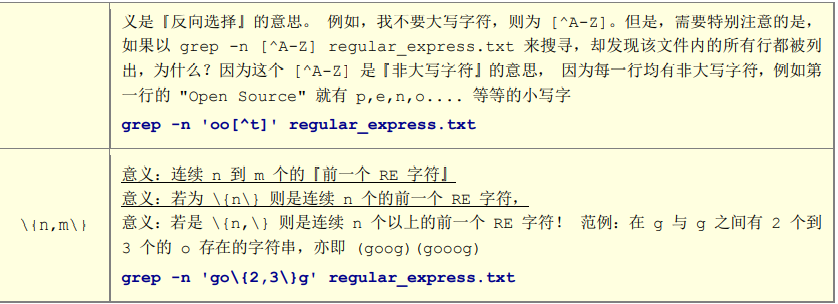 义是『反向选择』的意思。 例如，我不要大写字符，则为 [^A-Z]。但是，需要特别注意的是，
如果以 grep -n [^A-Z] regular_express.txt 来搜寻，却发现该文件内的所有行都被列
出，为什么？因为这个 [^A-Z] 是『非大写字符』的意思， 因为每一行均有非大写字符，例如第
一行的 "Open Source" 就有 p,e,n,o.... 等等的小写字
grep -n 'oo[^t]' regular_express.txt
\{n,m\}
意义：连续 n 到 m 个的『前一个 RE 字符』
意义：若为 \{n\} 则是连续 n 个的前一个 RE 字符，
意义：若是 \{n,\} 则是连续 n 个以上的前一个 RE 字符！ 范例：在 g 与 g 之间有 2 个到
3 个的 o 存在的字符串，亦即 (goog)(gooog)
grep -n 'go\{2,3\}g' regular_express.txt